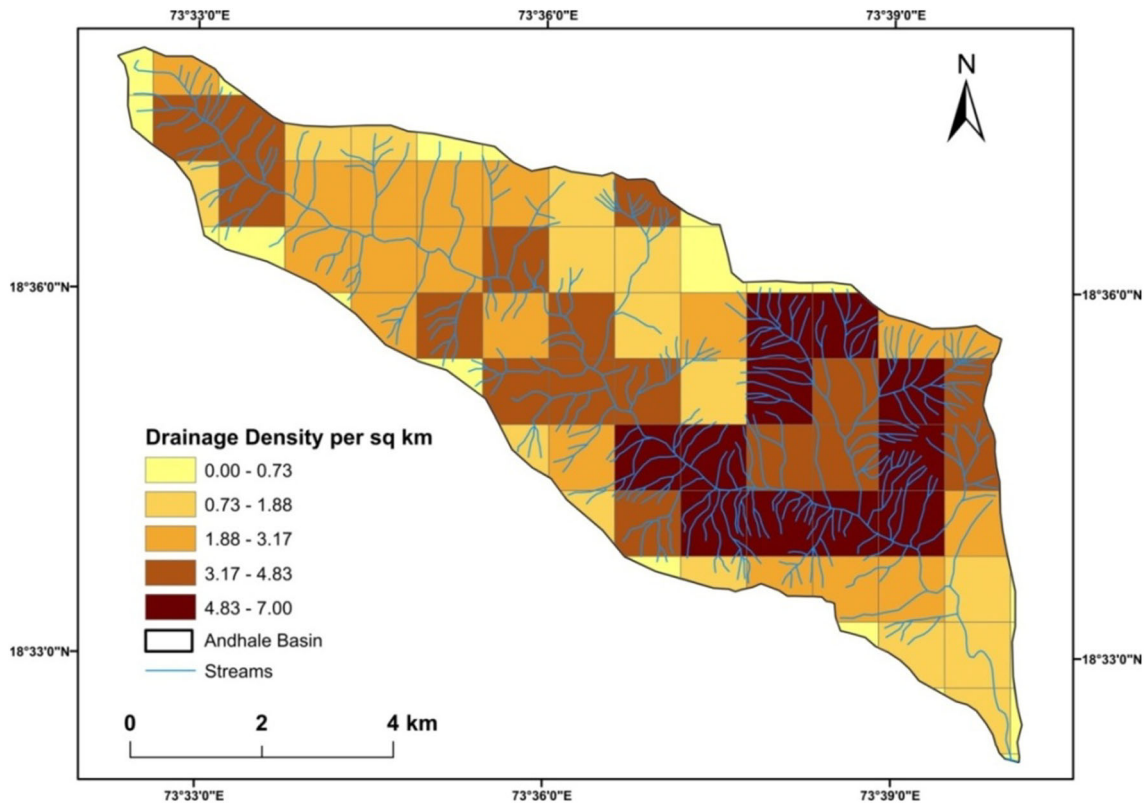 73°33'0"E 73°36'0"E 73°39'0"E
N
18°36'0"N 18°36'0"N
Drainage Density per sq km
0.00 - 0.73
0.73 - 1.88
1.88 - 3.17
3.17 - 4.83
4.83 - 7.00
Andhale Basin
Streams
18°33'0"N 18°33'0"N
0 2 4 km
73°33'0"E 73°36'0"E 73°39'0"E